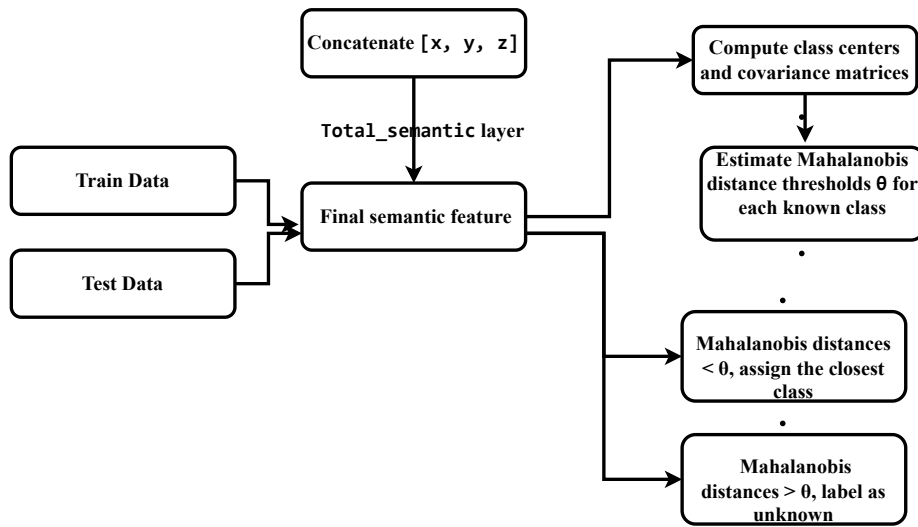 Concatenate [x, y, z]
Compute class centers
and covariance matrices
Total_semantic layer
Train Data
Estimate Mahalanobis
distance thresholds θ for
each known class
Final semantic feature
Test Data
Mahalanobis distances
< θ, assign the closest
class
Mahalanobis
distances > θ, label as
unknown